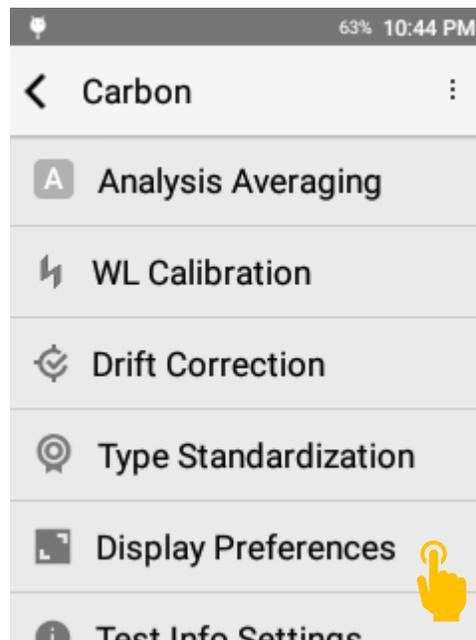 63% 10:44 PM
Carbon
A Analysis Averaging
WL Calibration
Drift Correction
Type Standardization
Display Preferences
i Test Info Settings